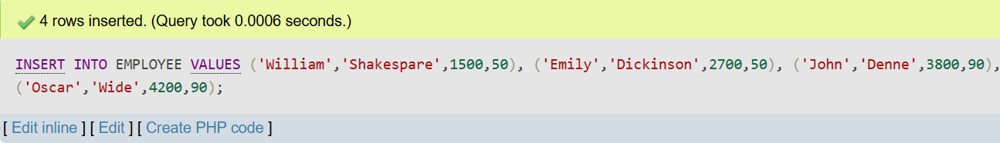 4 rows inserted. (Query took 0.0006 seconds.)
INSERT INTO EMPLOYEE VALUES ('William','Shakespare',1500,50), ('Emily','Dickinson',2700,50), ('John','Denne',3800,90),
('Oscar','Wide',4200,90);
[ Edit inline ] [ Edit ] [ Create PHP code ]